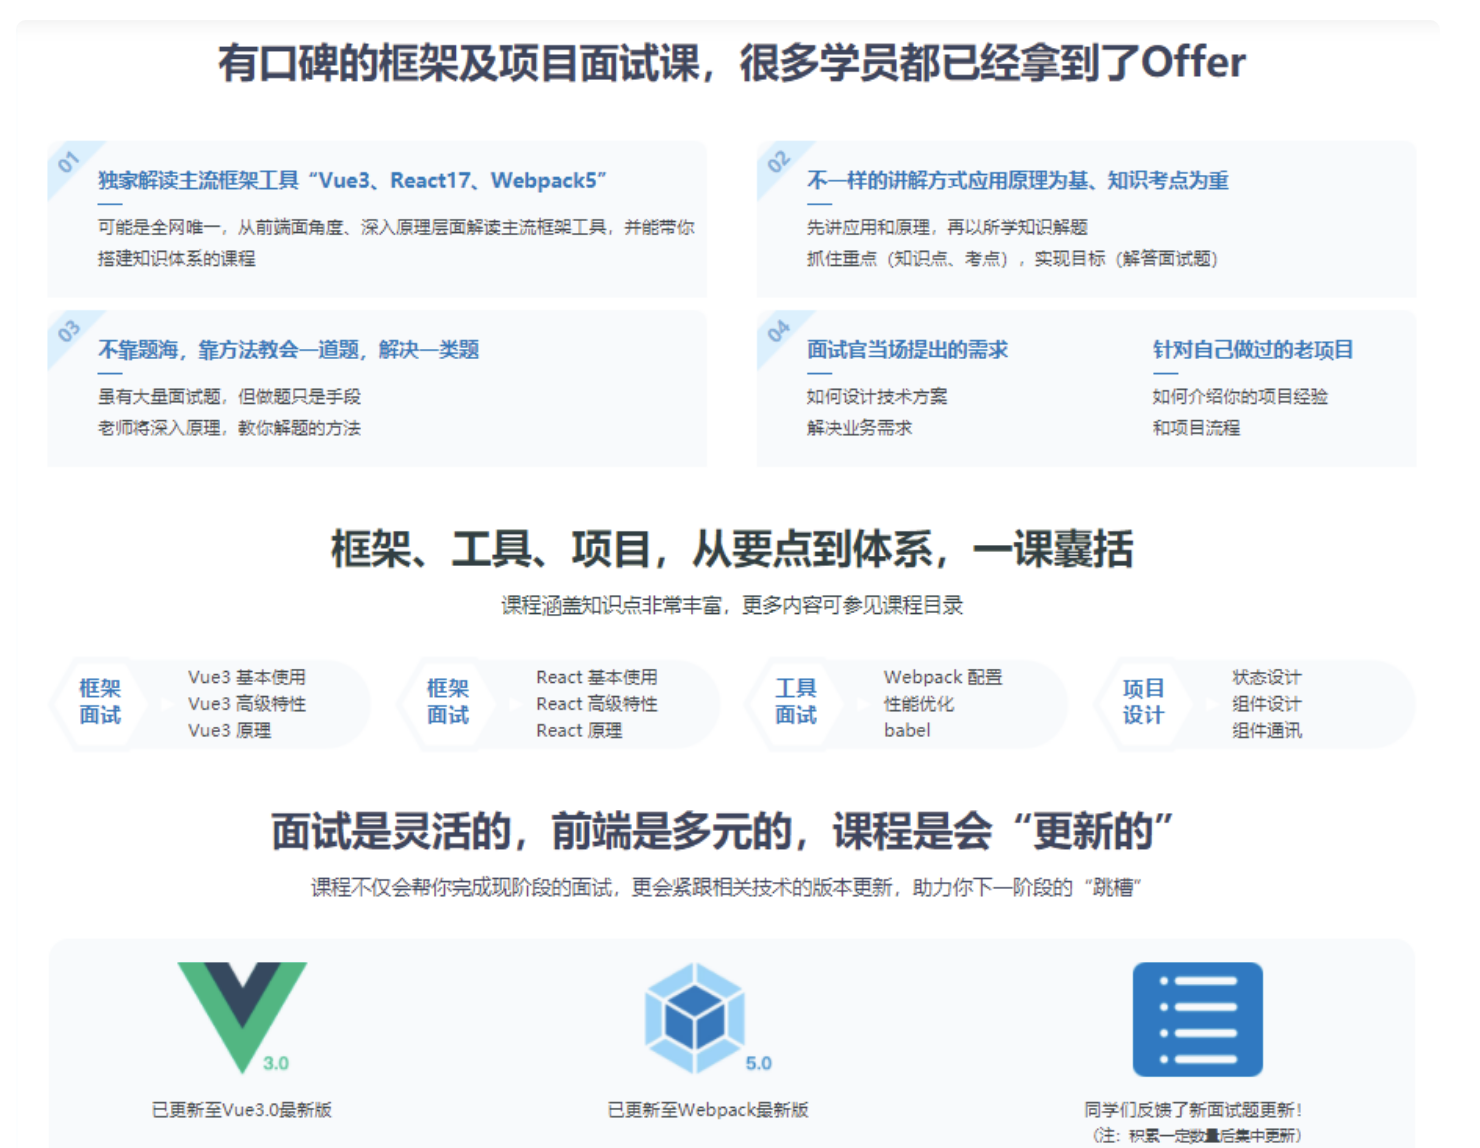 有口碑的框架及项目面试课，很多学员都已经拿到了Offer
01
独家解读主流框架工具“Vue3、React17、Webpack5”
可能是全网唯一，从前端面角度、深入原理层面解读主流框架工具，并能带你
搭建知识体系的课程
02
不一样的讲解方式应用原理为基、知识考点为重
先讲应用和原理，再以所学知识解题
抓住重点（知识点、考点），实现目标（解答面试题）
03
不靠题海，靠方法教会一道题，解决一类题
虽有大量面试题，但做题只是手段
老师将深入原理，教你解题的方法
04
面试官当场提出的需求
如何设计技术方案
解决业务需求
针对自己做过的老项目
如何介绍你的项目经验
和项目流程
框架、工具、项目，从要点到体系，一课囊括
课程涵盖知识点非常丰富，更多内容可参见课程目录
框架
面试
Vue3 基本使用
Vue3 高级特性
Vue3 原理
框架
面试
React 基本使用
React 高级特性
React 原理
工具
面试
Webpack 配置
性能优化
babel
项目
设计
状态设计
组件设计
组件通讯
面试是灵活的，前端是多元的，课程是会“更新的”
课程不仅会帮你完成现阶段的面试，更会紧跟相关技术的版本更新，助力你下一阶段的“跳槽”
3.0
已更新至Vue3.0最新版
5.0
已更新至Webpack最新版
同学们反馈了新面试题更新！
（注：积累一定数量后集中更新）